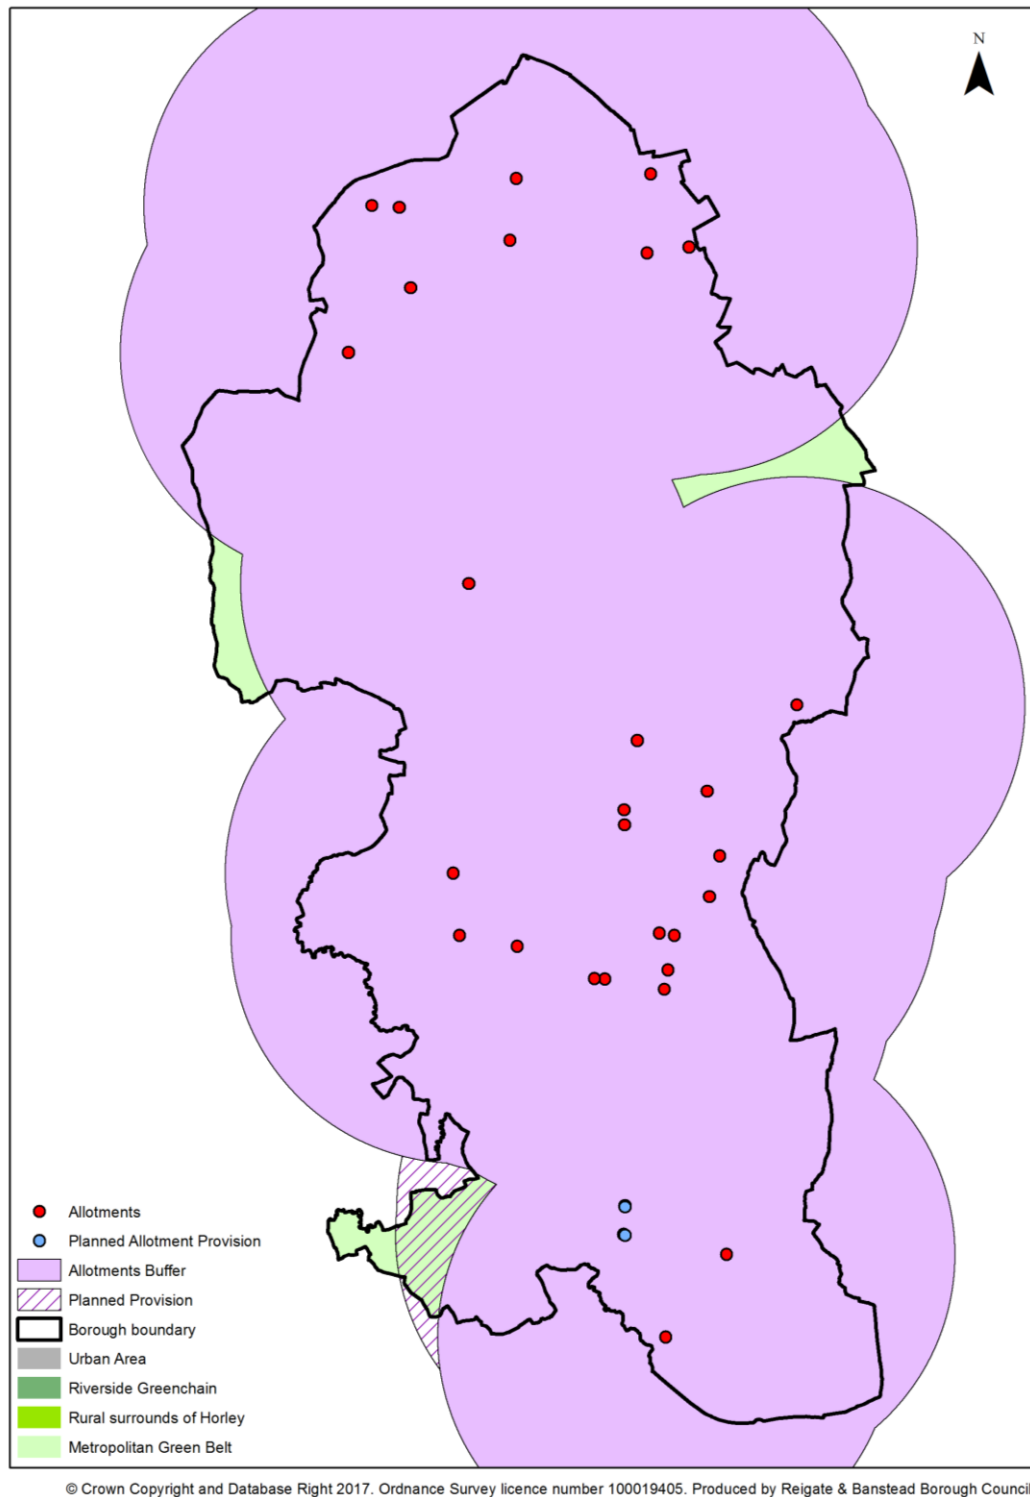 N
Allotments
Planned Allotment Provision
Allotments Buffer
Planned Provision
Borough boundary
Urban Area
Riverside Greenchain
Rural surrounds of Horley
Metropolitan Green Belt
© Crown Copyright and Database Right 2017. Ordnance Survey licence number 100019405. Produced by Reigate & Banstead Borough Counci